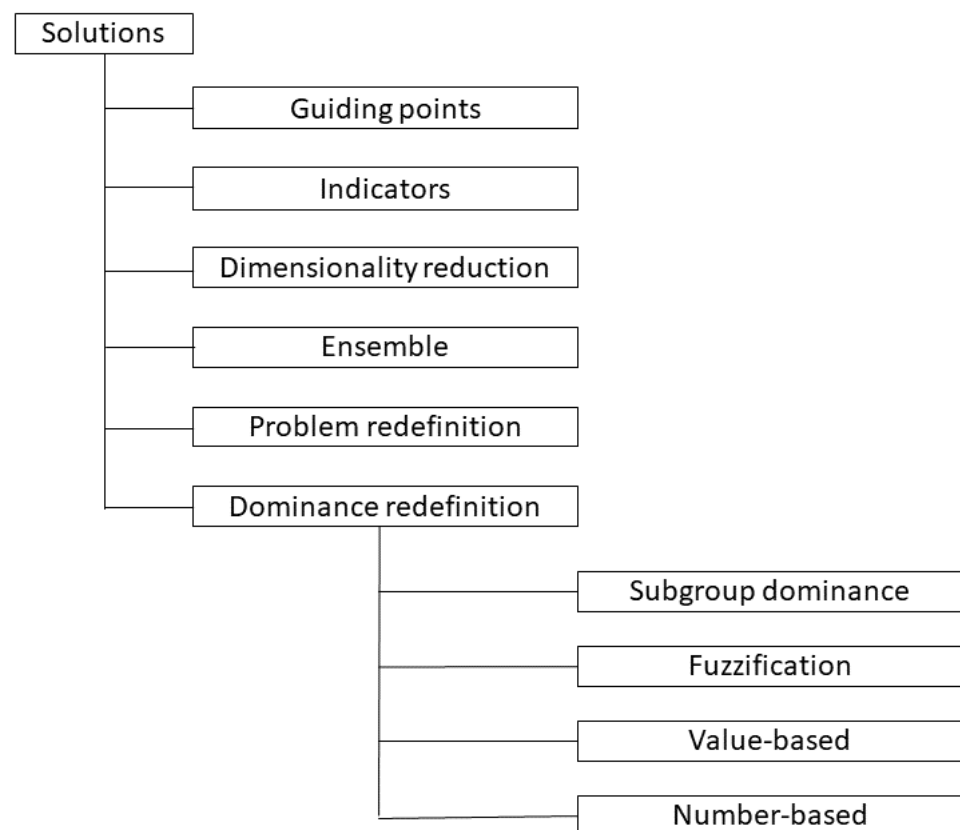 Solutions
Guiding points
Indicators
Dimensionality reduction
Ensemble
Problem redefinition
Dominance redefinition
Subgroup dominance
Fuzzification
Value-based
Number-based